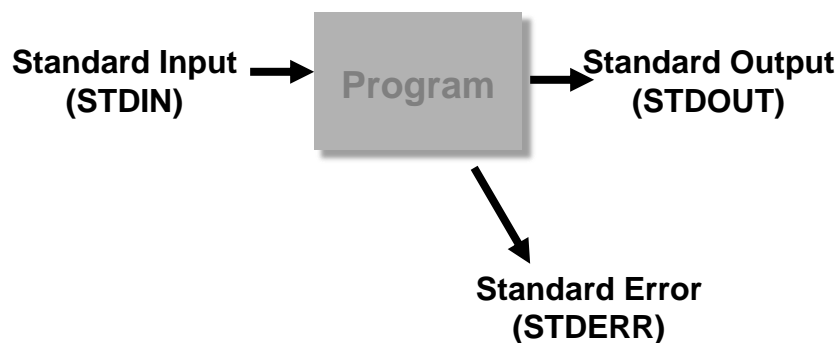 Standard Input
(STDIN)
Program
Standard Output
(STDOUT)
Standard Error
(STDERR)